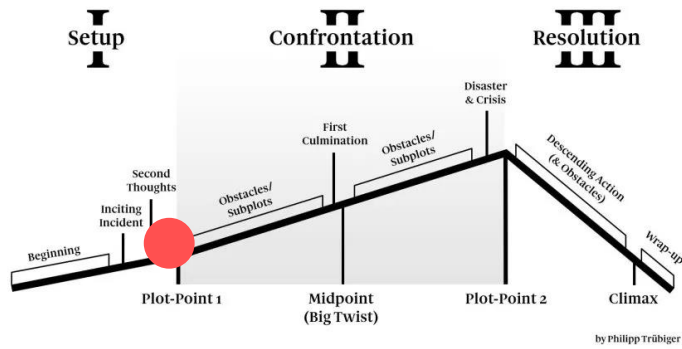 Setup
I
Confrontation
II
Resolution
III
Beginning
Inciting
Incident
Second
Thoughts
Obstacles/
Subplots
First
Culmination
Obstacles/
Subplots
Disaster
& Crisis
Descending Action
(& Obstacles)
Wrap-up
Plot-Point 1
Midpoint
(Big Twist)
Plot-Point 2
Climax
by Philipp Trübiger